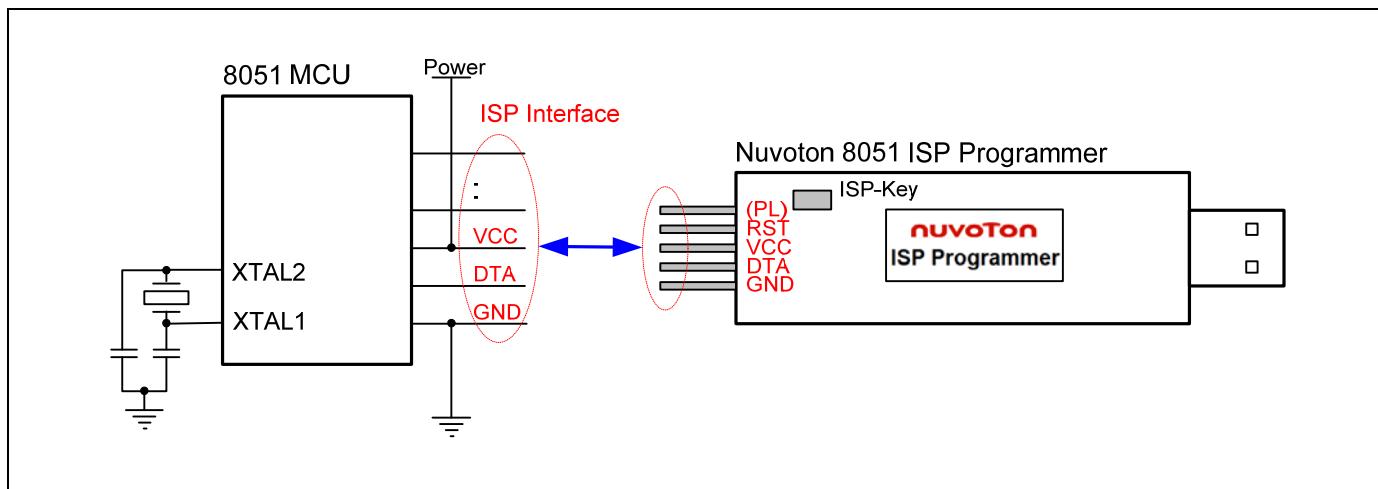 8051 MCU
Power
ISP Interface
:
VCC
DTA
GND
XTAL2
XTAL1
Nuvoton 8051 ISP Programmer
ISP-Key
(PL)
RST
VCC
DTA
GND
nuvoTon
ISP Programmer